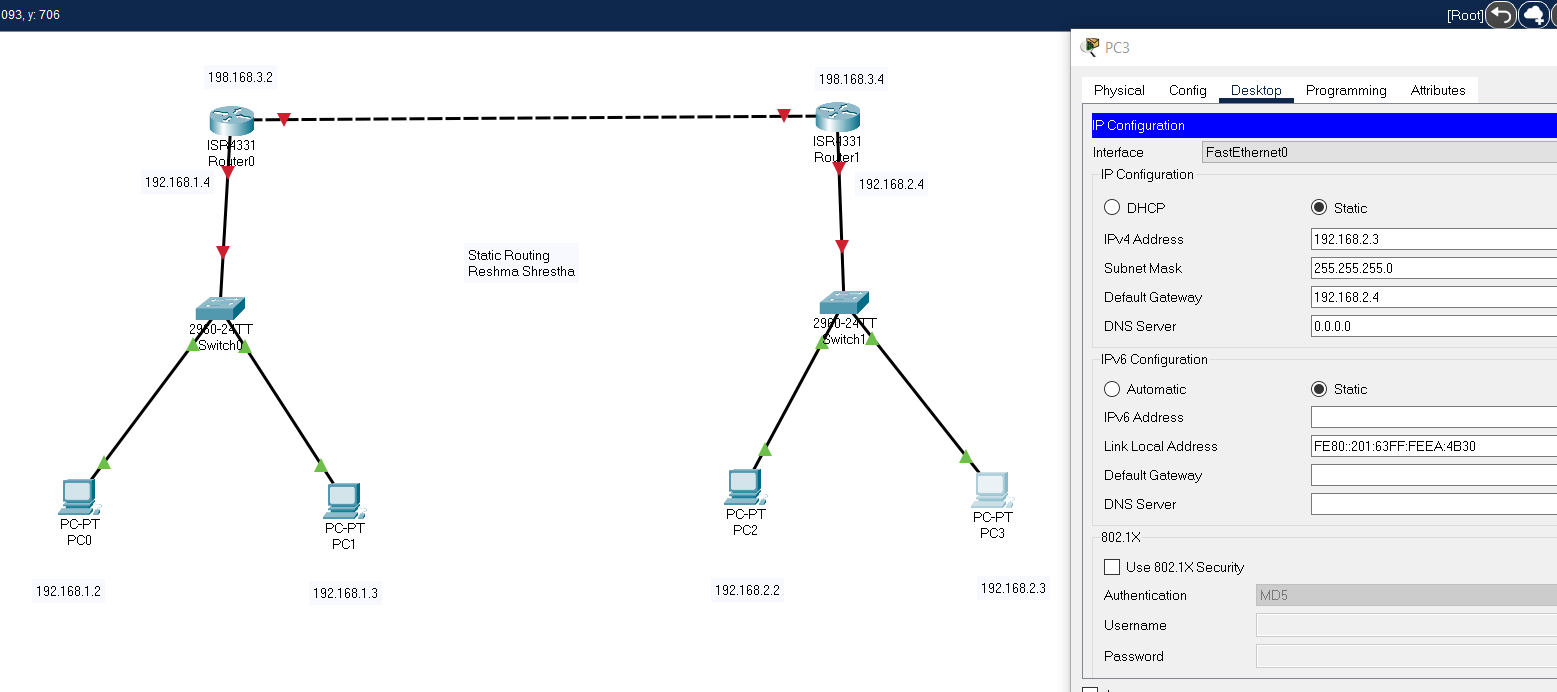 093, y: 706
[Root]
198.168.3.2
198.168.3.4
ISR4331
Router0
ISR4331
Router1
192.168.1.4
192.168.2.4
Static Routing
Reshma Shrestha
2960-24TT
Switch0
2960-24TT
Switch1
PC-PT
PC0
PC-PT
PC1
PC-PT
PC2
PC-PT
PC3
192.168.1.2
192.168.1.3
192.168.2.2
192.168.2.3
PC3
Physical Config Desktop Programming Attributes
IP Configuration
Interface FastEthernet0
IP Configuration
DHCP Static
IPv4 Address 192.168.2.3
Subnet Mask 255.255.255.0
Default Gateway 192.168.2.4
DNS Server 0.0.0.0
IPv6 Configuration
Automatic Static
IPv6 Address
Link Local Address FE80::201:63FF:FEEA:4B30
Default Gateway
DNS Server
802.1X
Use 802.1X Security
Authentication MD5
Username
Password